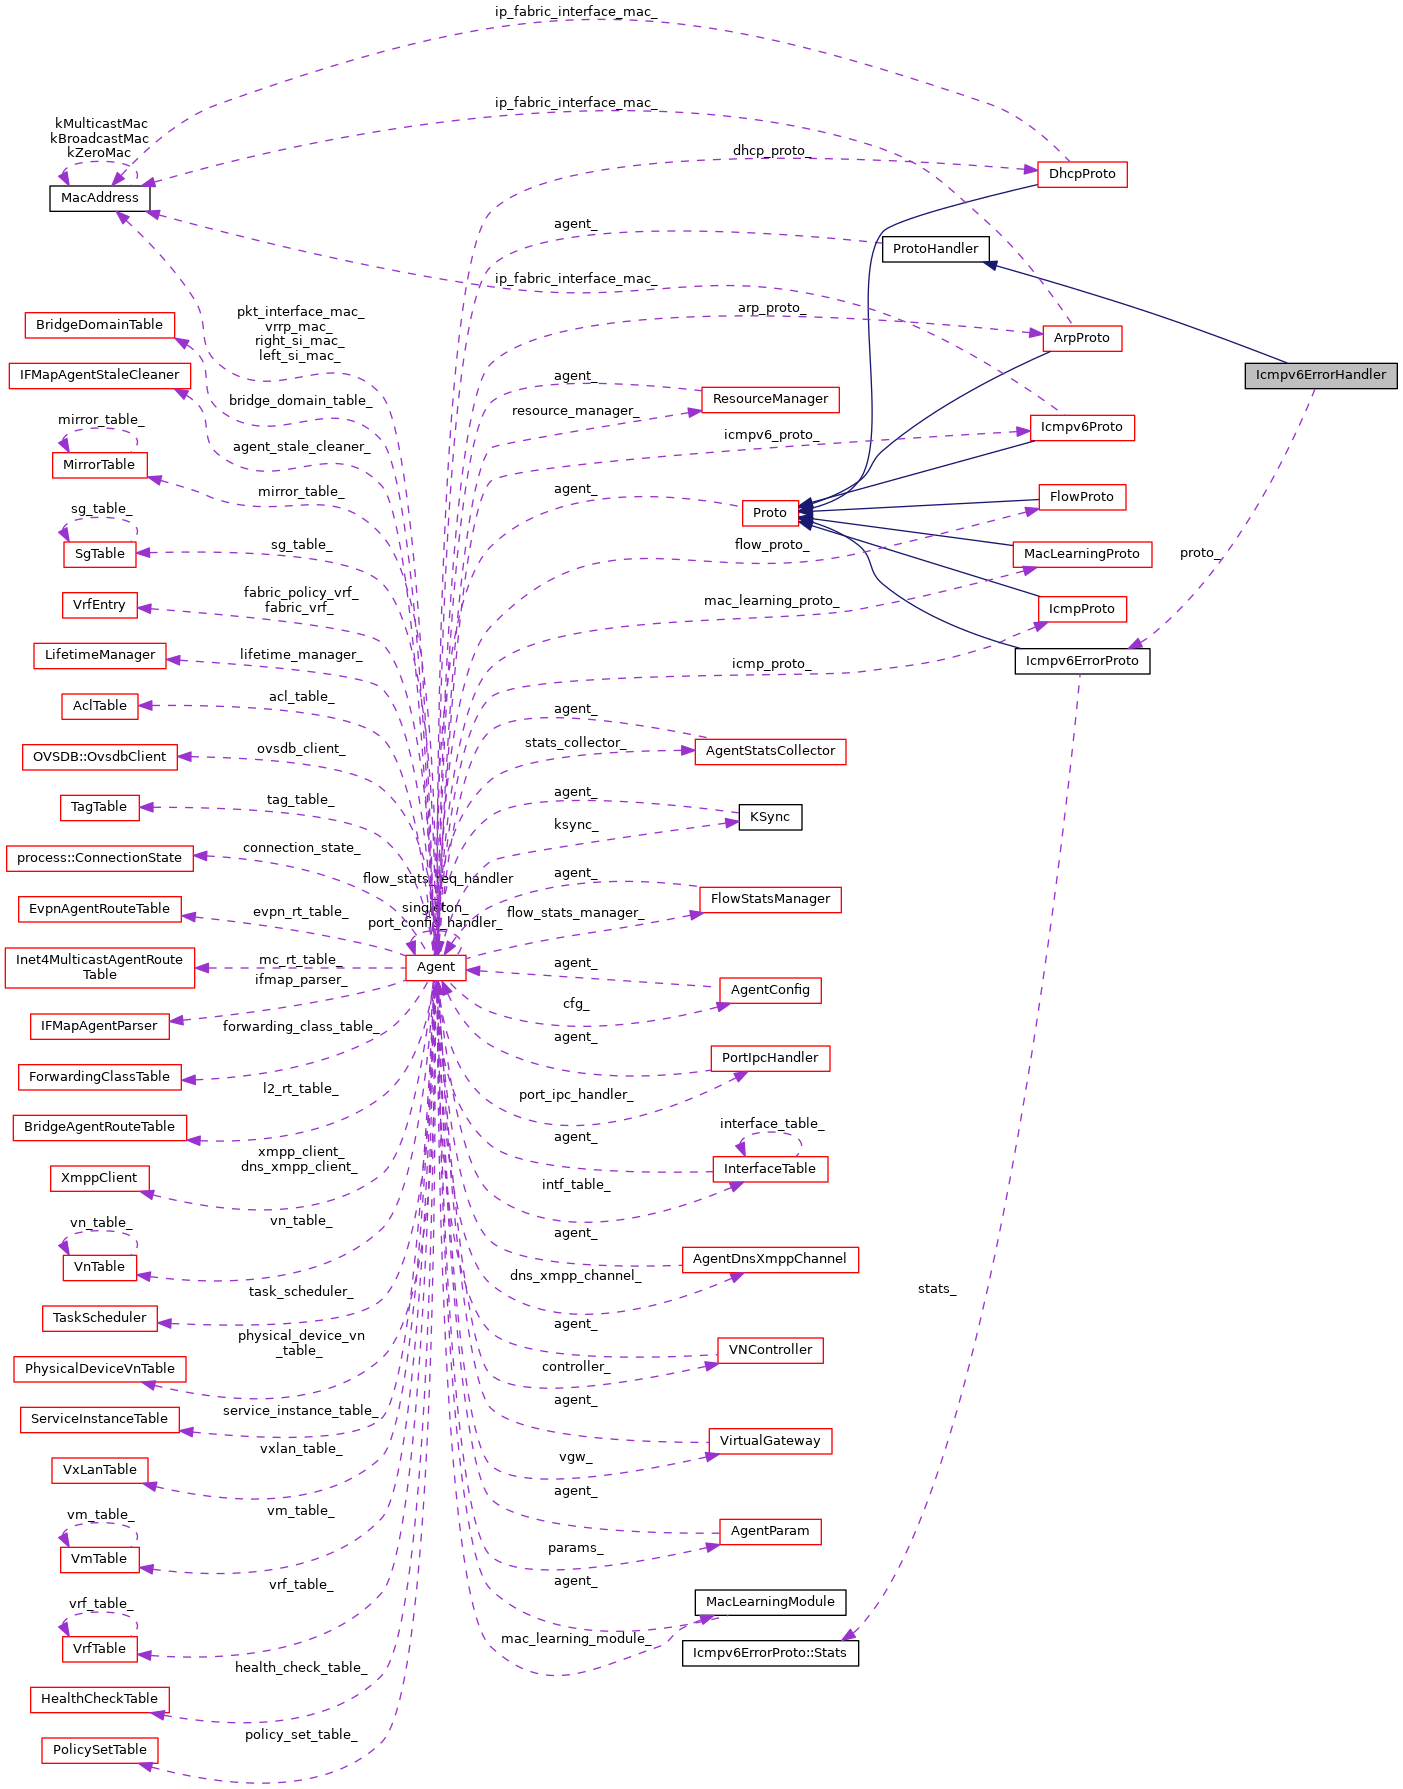 ip_fabric_interface_mac_
ip_fabric_interface_mac_
kMulticastMac
kBroadcastMac
kZeroMac
dhcp_proto_
DhcpProto
MacAddress
agent_
ProtoHandler
ip_fabric_interface_mac_
pkt_interface_mac_
vrrp_mac_
right_si_mac_
left_si_mac_
arp_proto_
BridgeDomainTable
ArpProto
IFMapAgentStaleCleaner
agent_
Icmpv6ErrorHandler
bridge_domain_table_
ResourceManager
resource_manager_
mirror_table_
Icmpv6Proto
icmpv6_proto_
agent_stale_cleaner_
MirrorTable
mirror_table_
agent_
FlowProto
sg_table_
Proto
sg_table_
flow_proto_
SgTable
MacLearningProto
proto_
fabric_policy_vrf_
fabric_vrf_
VrfEntry
mac_learning_proto_
IcmpProto
lifetime_manager_
LifetimeManager
icmp_proto_
Icmpv6ErrorProto
acl_table_
AclTable
agent_
ovsdb_client_
OVSDB::OvsdbClient
stats_collector_
AgentStatsCollector
tag_table_
TagTable
agent_
KSync
ksync_
connection_state_
process::ConnectionState
flow_stats_req_handler
_
singleton_
port_config_handler_
agent_
FlowStatsManager
flow_stats_manager_
evpn_rt_table_
EvpnAgentRouteTable
Inet4MulticastAgentRoute
Table
mc_rt_table_
Agent
agent_
AgentConfig
ifmap_parser_
cfg_
IFMapAgentParser
forwarding_class_table_
agent_
PortIpcHandler
ForwardingClassTable
l2_rt_table_
port_ipc_handler_
BridgeAgentRouteTable
interface_table_
agent_
xmpp_client_
dns_xmpp_client_
InterfaceTable
XmppClient
intf_table_
vn_table_
vn_table_
agent_
AgentDnsXmppChannel
VnTable
dns_xmpp_channel_
stats_
task_scheduler_
TaskScheduler
agent_
physical_device_vn
_table_
VNController
PhysicalDeviceVnTable
controller_
agent_
service_instance_table_
ServiceInstanceTable
VirtualGateway
vxlan_table_
vgw_
VxLanTable
agent_
vm_table_
vm_table_
AgentParam
params_
VmTable
agent_
vrf_table_
vrf_table_
MacLearningModule
mac_learning_module_
VrfTable
Icmpv6ErrorProto::Stats
health_check_table_
HealthCheckTable
policy_set_table_
PolicySetTable